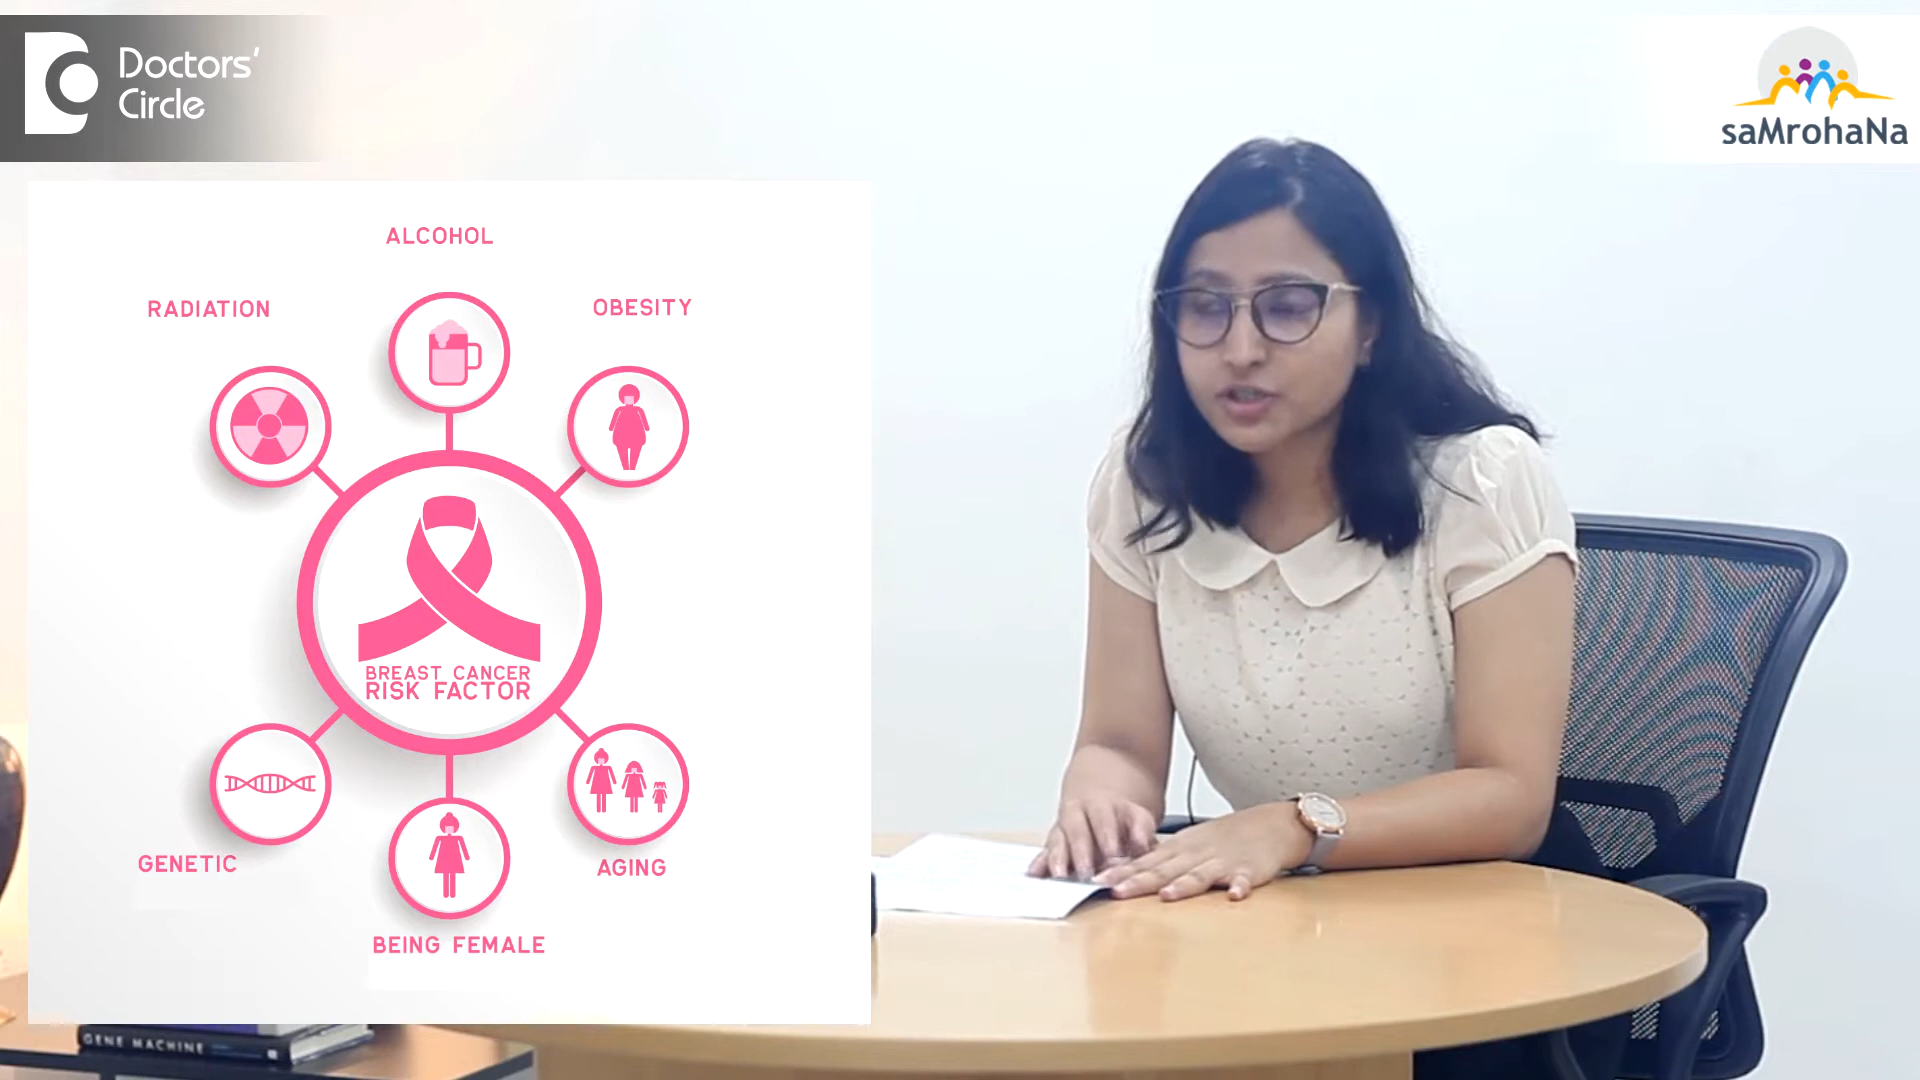 Doctors'
Circle
saMrohaNa
ALCOHOL
RADIATION
OBESITY
BREAST CANCER
RISK FACTOR
GENETIC
AGING
BEING FEMALE
GENE MACHINE